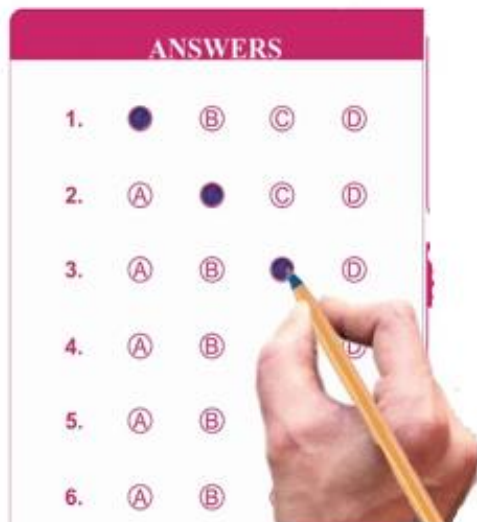 ANSWERS
1. Ⓑ Ⓒ Ⓓ
2. Ⓐ Ⓒ Ⓓ
3. Ⓐ Ⓑ Ⓓ
4. Ⓐ Ⓑ Ⓓ
5. Ⓐ Ⓑ
6. Ⓐ Ⓑ